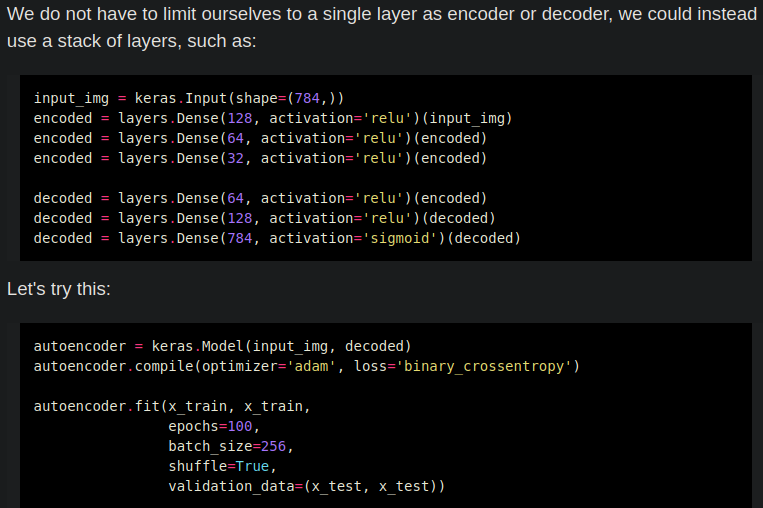 We do not have to limit ourselves to a single layer as encoder or decoder, we could instead
use a stack of layers, such as:
input_img = keras.Input(shape=(784,))
encoded = layers.Dense(128, activation='relu')(input_img)
encoded = layers.Dense(64, activation='relu')(encoded)
encoded = layers.Dense(32, activation='relu')(encoded)
decoded = layers.Dense(64, activation='relu')(encoded)
decoded = layers.Dense(128, activation='relu')(decoded)
decoded = layers.Dense(784, activation='sigmoid')(decoded)
Let's try this:
autoencoder = keras.Model(input_img, decoded)
autoencoder.compile(optimizer='adam', loss='binary_crossentropy')
autoencoder.fit(x_train, x_train,
                epochs=100,
                batch_size=256,
                shuffle=True,
                validation_data=(x_test, x_test))